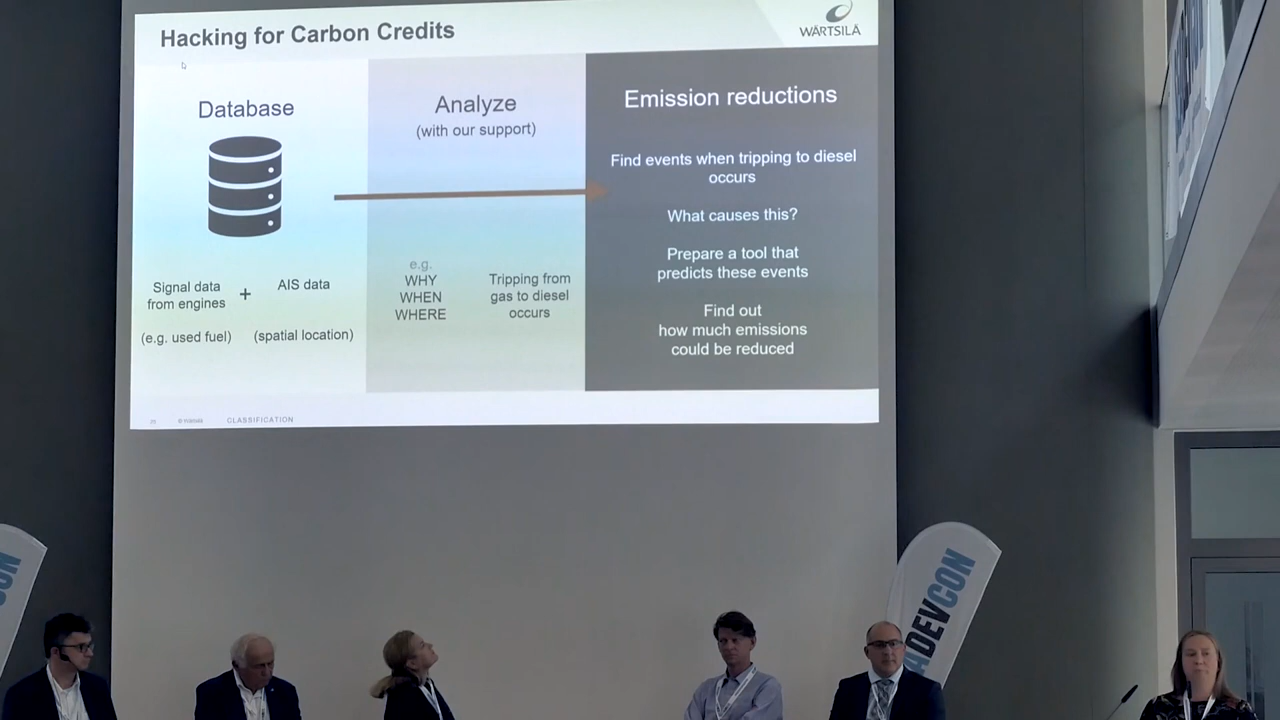 Hacking for Carbon Credits
WÄRTSILÄ
Database
Signal data
from engines
(e.g. used fuel)
+
AIS data
(spatial location)
Analyze
(with our support)
e.g.
WHY
WHEN
WHERE
Tripping from
gas to diesel
occurs
Emission reductions
Find events when tripping to diesel
occurs
What causes this?
Prepare a tool that
predicts these events
Find out
how much emissions
could be reduced
© Wärtsilä
CLASSIFICATION
CON
ADEVCON